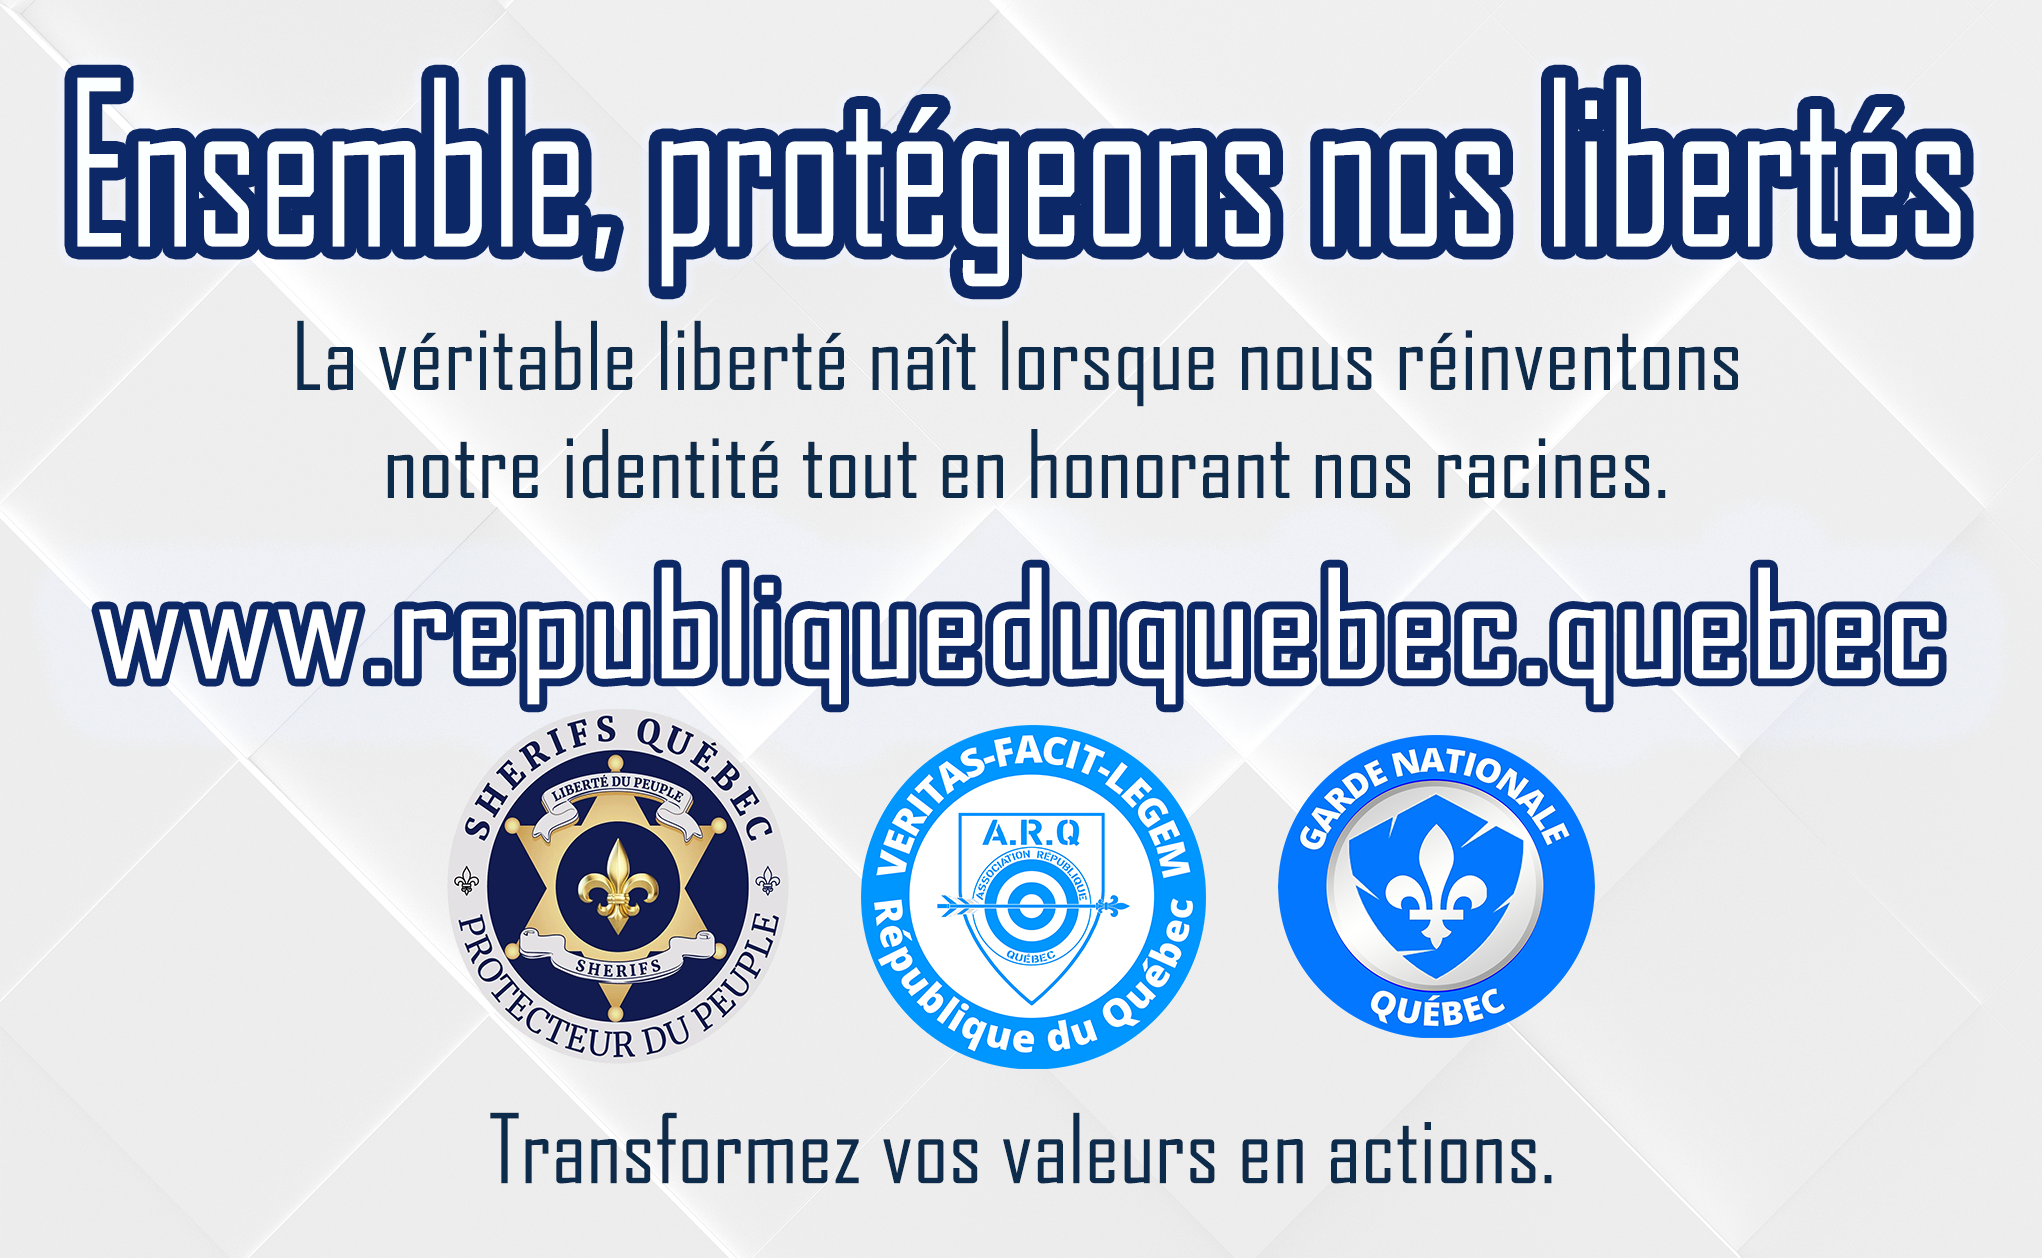 Ensemble, protégeons nos libertés
La véritable liberté naît lorsque nous réinventons
notre identité tout en honorant nos racines.
www.republiqueduquebec.quebec
SHERIFS QUÉBEC
LIBERTÉ DU PEUPLE
SHERIFS
PROTECTEUR DU PEUPLE
VERITAS-FACIT-LEGEM
A.R.Q
ASSOCIATION RÉPUBLIQUE
QUÉBEC
République du Québec
GARDE NATIONALE
QUÉBEC
Transformez vos valeurs en actions.